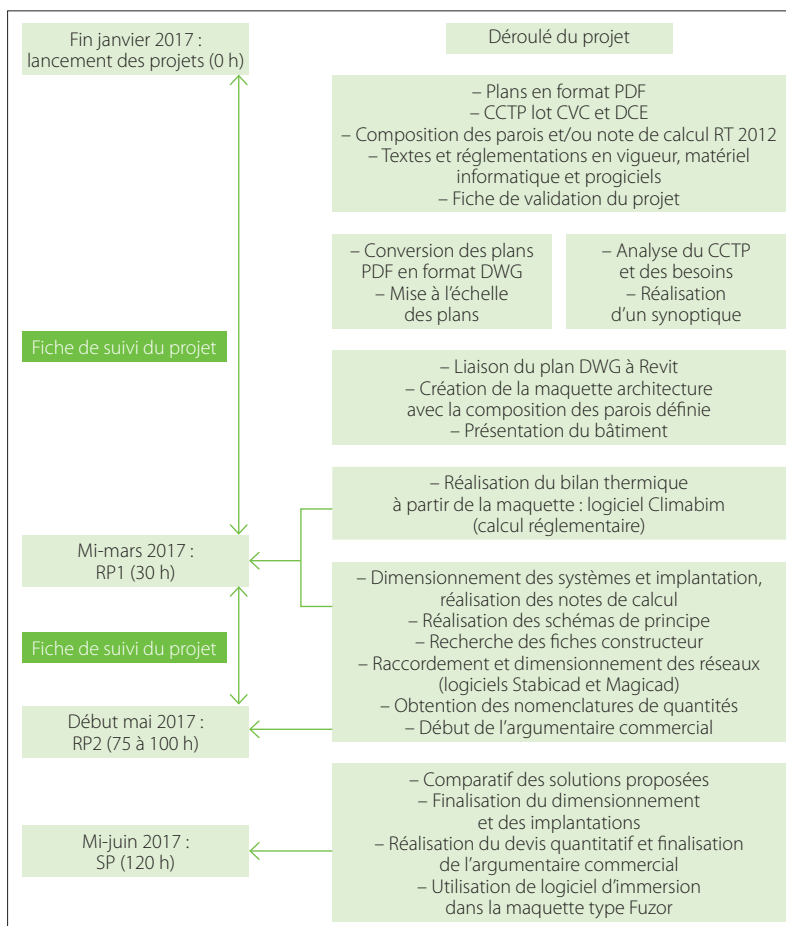 Fin janvier 2017 :
lancement des projets (0 h)
Déroulé du projet
– Plans en format PDF
– CCTP lot CVC et DCE
– Composition des parois et/ou note de calcul RT 2012
– Textes et réglementations en vigueur, matériel
informatique et progiciels
– Fiche de validation du projet
– Conversion des plans
PDF en format DWG
– Mise à l’échelle
des plans
– Analyse du CCTP
et des besoins
– Réalisation
d’un synoptique
Fiche de suivi du projet
– Liaison du plan DWG à Revit
– Création de la maquette architecture
avec la composition des parois définie
– Présentation du bâtiment
– Réalisation du bilan thermique
à partir de la maquette : logiciel Climabim
(calcul réglementaire)
Mi-mars 2017 :
RP1 (30 h)
– Dimensionnement des systèmes et implantation,
réalisation des notes de calcul
– Réalisation des schémas de principe
– Recherche des fiches constructeur
– Raccordement et dimensionnement des réseaux
(logiciels Stabicad et Magicad)
– Obtention des nomenclatures de quantités
– Début de l’argumentaire commercial
Fiche de suivi du projet
Début mai 2017 :
RP2 (75 à 100 h)
– Comparatif des solutions proposées
– Finalisation du dimensionnement
et des implantations
– Réalisation du devis quantitatif et finalisation
de l’argumentaire commercial
– Utilisation de logiciel d’immersion
dans la maquette type Fuzor
Mi-juin 2017 :
SP (120 h)